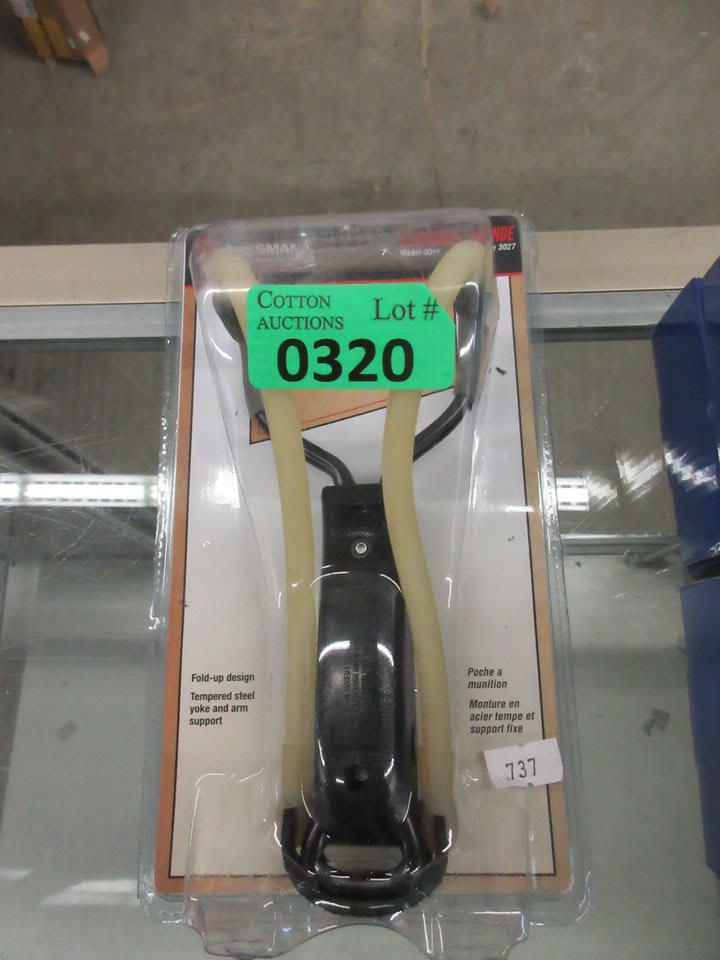 Model
3027
COTTON
AUCTIONS
Lot #
0320
Fold-up design
Tempered steel
yoke and arm
support
Poche a
munition
Monture en
acier tempe et
support fixe
737